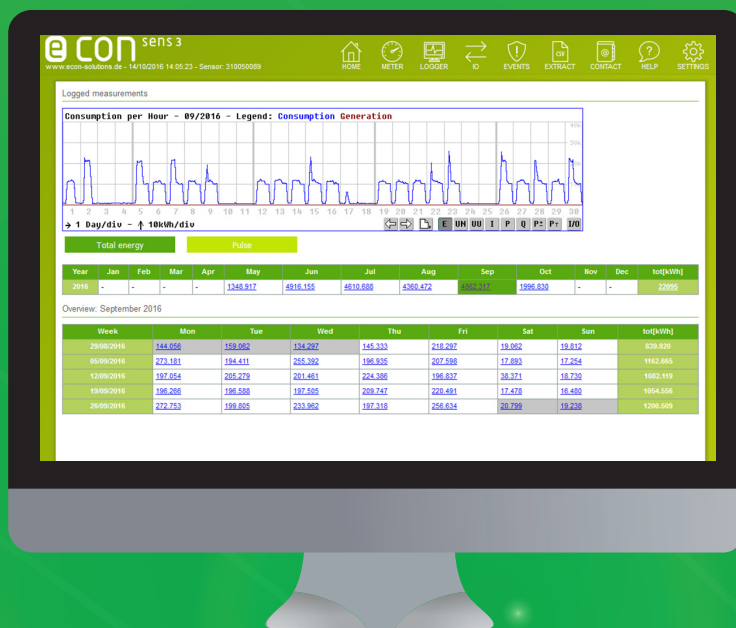 e con sens 3
www.econ-solutions.de - 14/10/2016 14:05:23 - Sensor: 310050089
HOME METER LOGGER IO EVENTS EXTRACT CONTACT HELP SETTINGS
CSV
Logged measurements
Consumption per Hour - 09/2016 - Legend: Consumption Generation
1 2 3 4 5 6 7 8 9 10 11 12 13 14 15 16 17 18 19 20 21 22 23 24 25 26 27 28 29 30
→ 1 Day/div - ↑ 10kWh/div E UN UU I P Q I/O
Total energy Pulse
Year Jan Feb Mar Apr May Jun Jul Aug Sep Oct Nov Dec tot[kWh]
2016 - - - - 1348.917 4916.155 4610.688 4360.472 4862.317 1996.830 - - 22095
Overview: September 2016
Week Mon Tue Wed Thu Fri Sat Sun tot[kWh]
29/08/2016 144.056 159.062 134.297 145.333 218.297 19.062 19.812 839.820
05/09/2016 273.181 194.411 255.392 196.935 207.598 17.893 17.254 1162.665
12/09/2016 197.054 205.279 201.461 224.386 196.837 38.371 18.730 1082.119
19/09/2016 196.266 196.588 197.505 209.747 220.491 17.478 16.480 1054.556
26/09/2016 272.753 199.805 233.962 197.318 256.634 20.799 19.238 1200.509